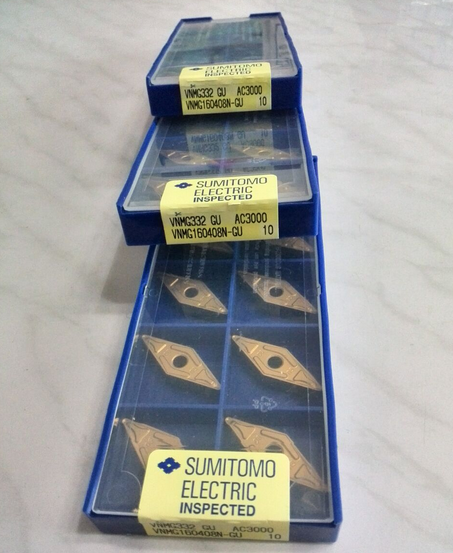 SUMITOMO
ELECTRIC
INSPECTED
VNMG332 GU AC3000
VNMG160408N-GU 10
SUMITOMO
ELECTRIC
INSPECTED
VNMG332 GU AC3000
VNMG160408N-GU 10
SUMITOMO
ELECTRIC
INSPECTED
VNMG332 GU AC3000
VNMG160408N-GU 10